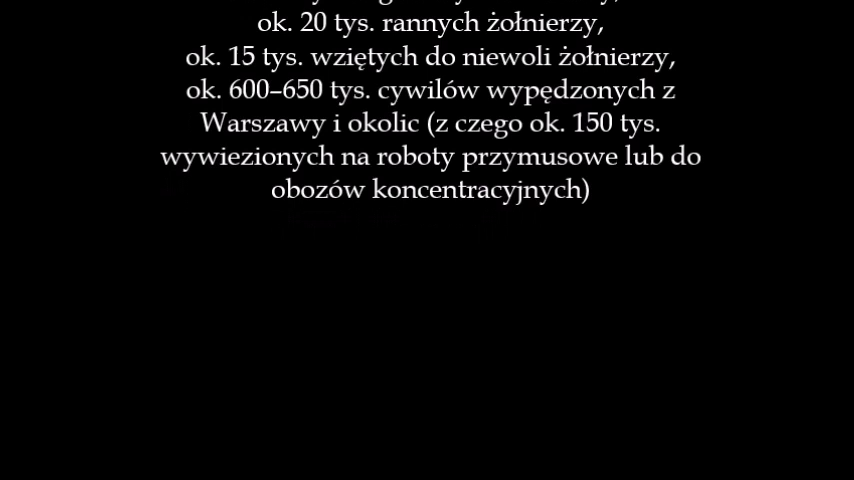 ok. 20 tys. rannych żołnierzy,
ok. 15 tys. wziętych do niewoli żołnierzy,
ok. 600–650 tys. cywilów wypędzonych z
Warszawy i okolic (z czego ok. 150 tys.
wywiezionych na roboty przymusowe lub do
obozów koncentracyjnych)